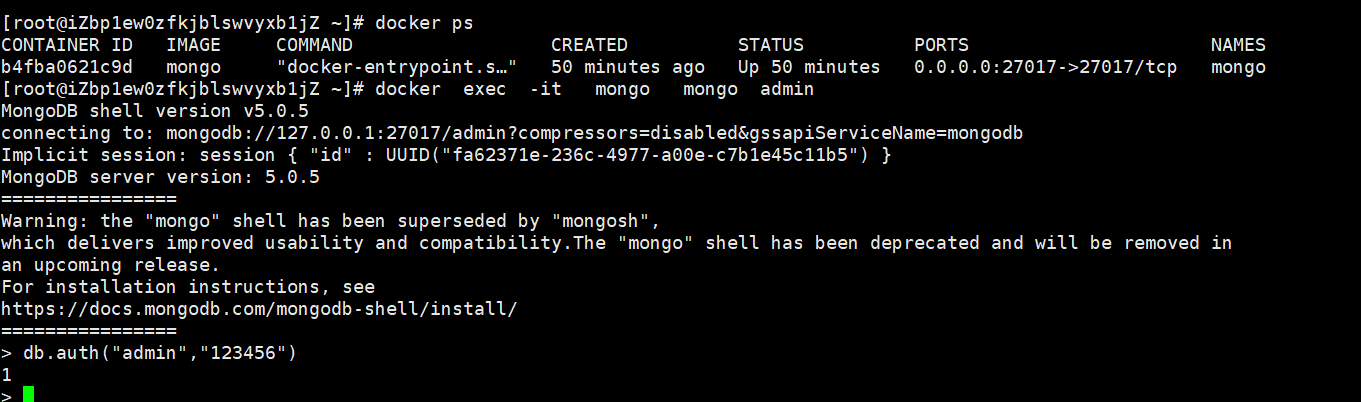 [root@iZbp1ew0zfkjblswvyxb1jZ ~]# docker ps
CONTAINER ID   IMAGE     COMMAND                  CREATED          STATUS          PORTS                      NAMES
b4fba0621c9d   mongo     "docker-entrypoint.s…"   50 minutes ago   Up 50 minutes   0.0.0.0:27017->27017/tcp   mongo
[root@iZbp1ew0zfkjblswvyxb1jZ ~]# docker  exec  -it   mongo   mongo  admin
MongoDB shell version v5.0.5
connecting to: mongodb://127.0.0.1:27017/admin?compressors=disabled&gssapiServiceName=mongodb
Implicit session: session { "id" : UUID("fa62371e-236c-4977-a00e-c7b1e45c11b5") }
MongoDB server version: 5.0.5
================
Warning: the "mongo" shell has been superseded by "mongosh",
which delivers improved usability and compatibility.The "mongo" shell has been deprecated and will be removed in
an upcoming release.
For installation instructions, see
https://docs.mongodb.com/mongodb-shell/install/
================
> db.auth("admin","123456")
1
>